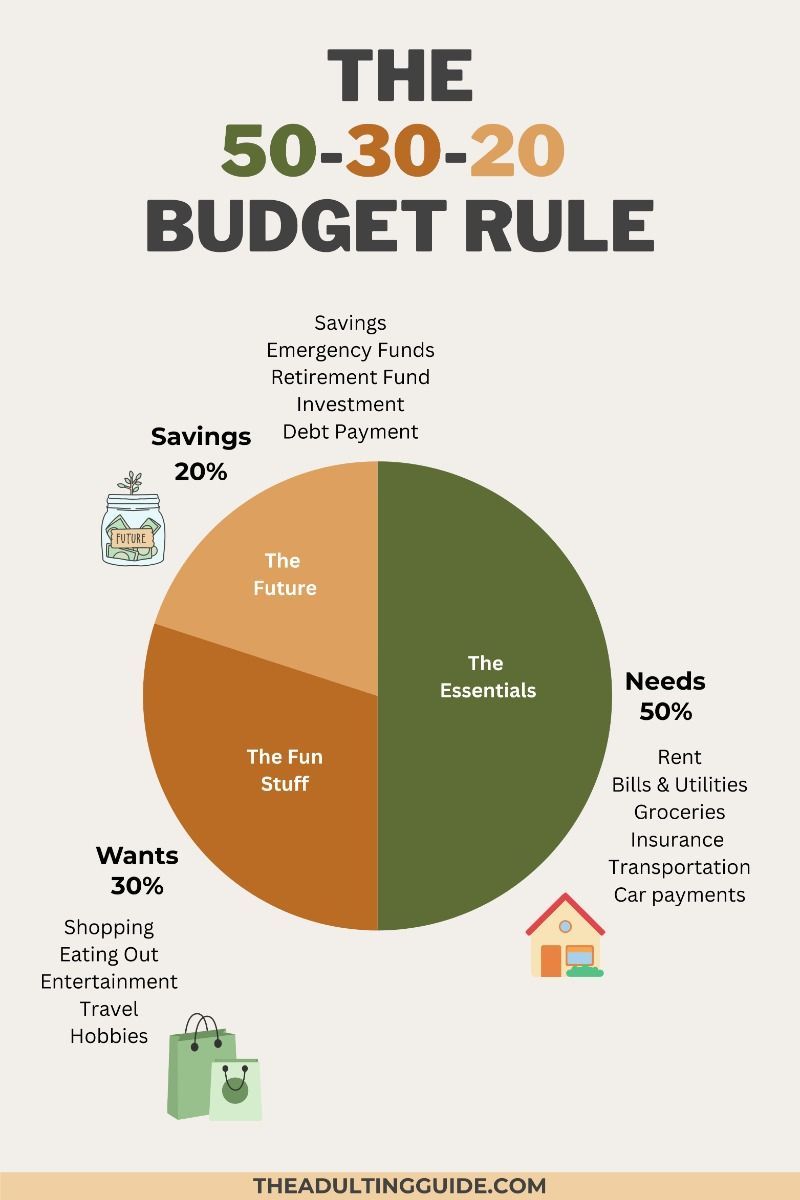 THE
50-30-20
BUDGET RULE
Savings
Emergency Funds
Retirement Fund
Investment
Debt Payment
Savings
20%
FUTURE
The
Future
The
Essentials
Needs
50%
Rent
Bills & Utilities
Groceries
Insurance
Transportation
Car payments
The Fun
Stuff
Wants
30%
Shopping
Eating Out
Entertainment
Travel
Hobbies
THEADULTINGGUIDE.COM